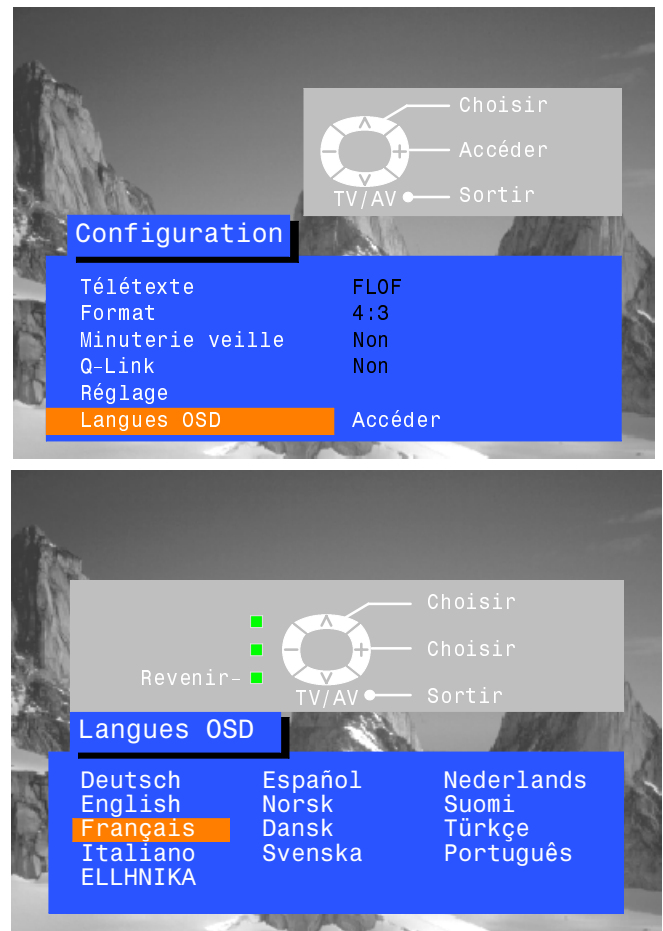 Choisir
Accéder
TV/AV Sortir
Configuration
Télétexte FLOF
Format 4:3
Minuterie veille Non
Q-Link Non
Réglage
Langues OSD Accéder
Choisir
Choisir
Revenir-
TV/AV Sortir
Langues OSD
Deutsch Español Nederlands
English Norsk Suomi
Français Dansk Türkçe
Italiano Svenska Português
ELLHNIKA